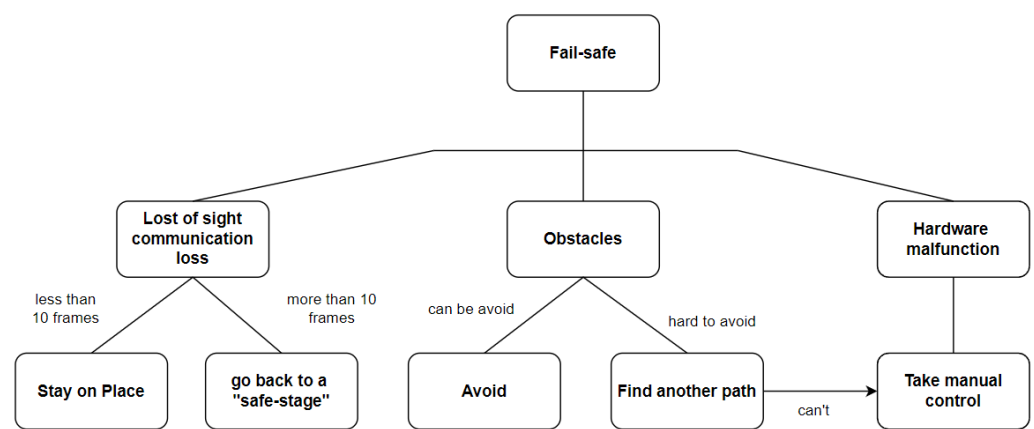 Fail-safe
Lost of sight
communication
loss
Obstacles
Hardware
malfunction
less than
10 frames
more than 10
frames
can be avoid
hard to avoid
Stay on Place
go back to a
"safe-stage"
Avoid
Find another path
can't
Take manual
control